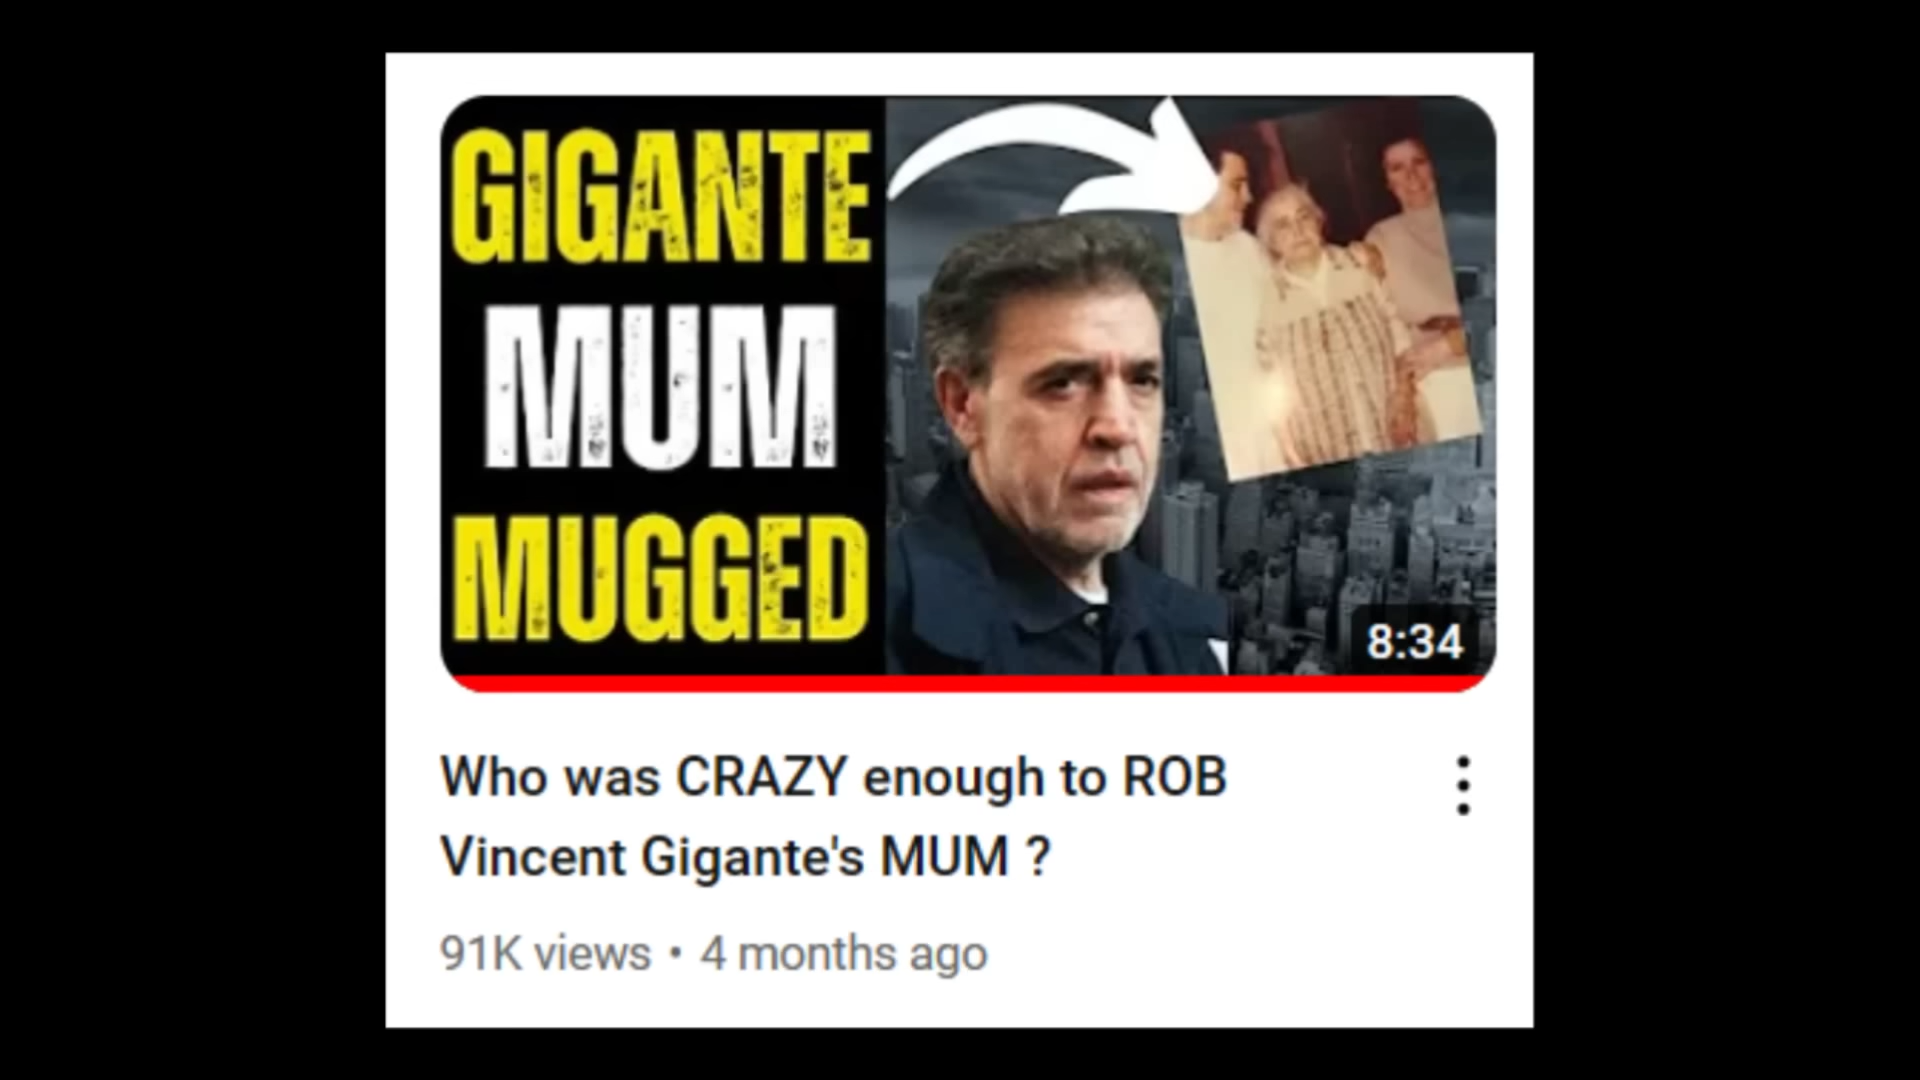 GIGANTE
MUM
MUGGED
8:34
Who was CRAZY enough to ROB
Vincent Gigante's MUM ?
91K views • 4 months ago